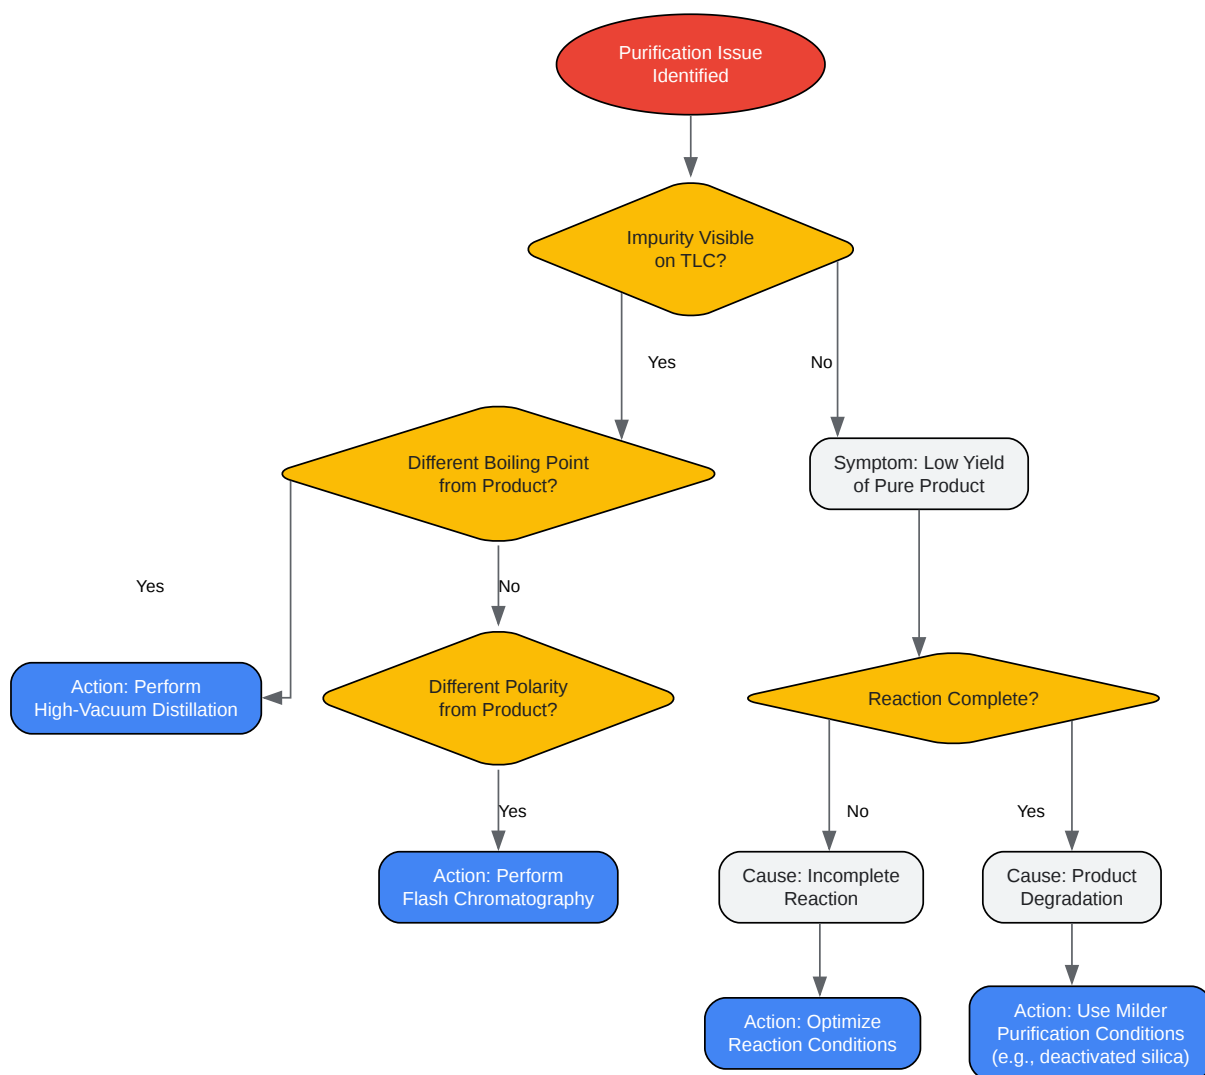 Purification Issue
Identified
Impurity Visible
on TLC?
Yes
No
Different Boiling Point
from Product?
Symptom: Low Yield
of Pure Product
Yes
No
Action: Perform
High-Vacuum Distillation
Different Polarity
from Product?
Reaction Complete?
Yes
No
Yes
Action: Perform
Flash Chromatography
Cause: Incomplete
Reaction
Cause: Product
Degradation
Action: Optimize
Reaction Conditions
Action: Use Milder
Purification Conditions
(e.g., deactivated silica)